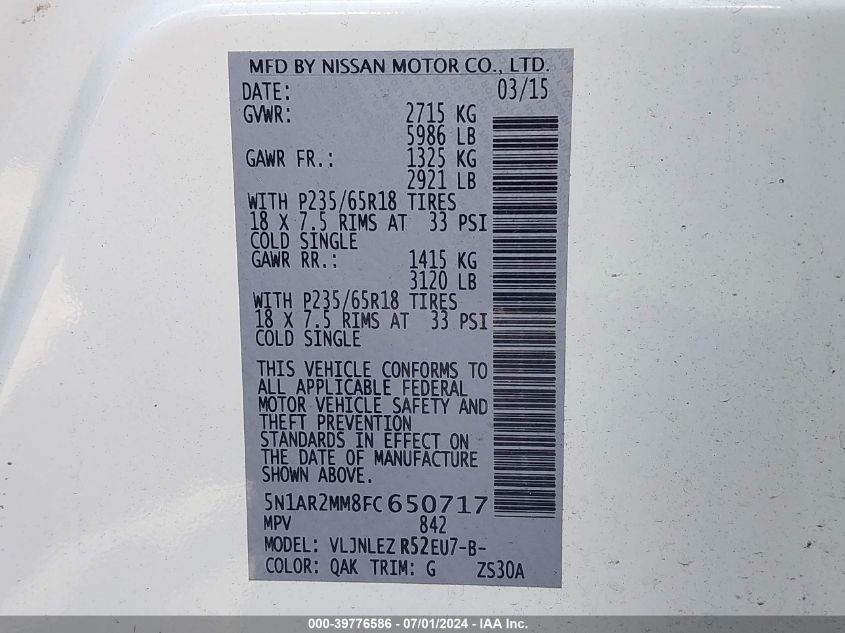 MFD BY NISSAN MOTOR CO., LTD.
DATE: 03/15
GVWR: 2715 KG
5986 LB
GAWR FR.: 1325 KG
2921 LB
WITH P235/65R18 TIRES
18 X 7.5 RIMS AT 33 PSI
COLD SINGLE
GAWR RR.: 1415 KG
3120 LB
WITH P235/65R18 TIRES
18 X 7.5 RIMS AT 33 PSI
COLD SINGLE
THIS VEHICLE CONFORMS TO
ALL APPLICABLE FEDERAL
MOTOR VEHICLE SAFETY AND
THEFT PREVENTION
STANDARDS IN EFFECT ON
THE DATE OF MANUFACTURE
SHOWN ABOVE.
5N1AR2MM8FC650717
MPV 842
MODEL: VLJNLEZ R52EU7-B-
COLOR: QAK TRIM: G ZS30A
000-39776586 / 07/01/2024 - IAA Inc.